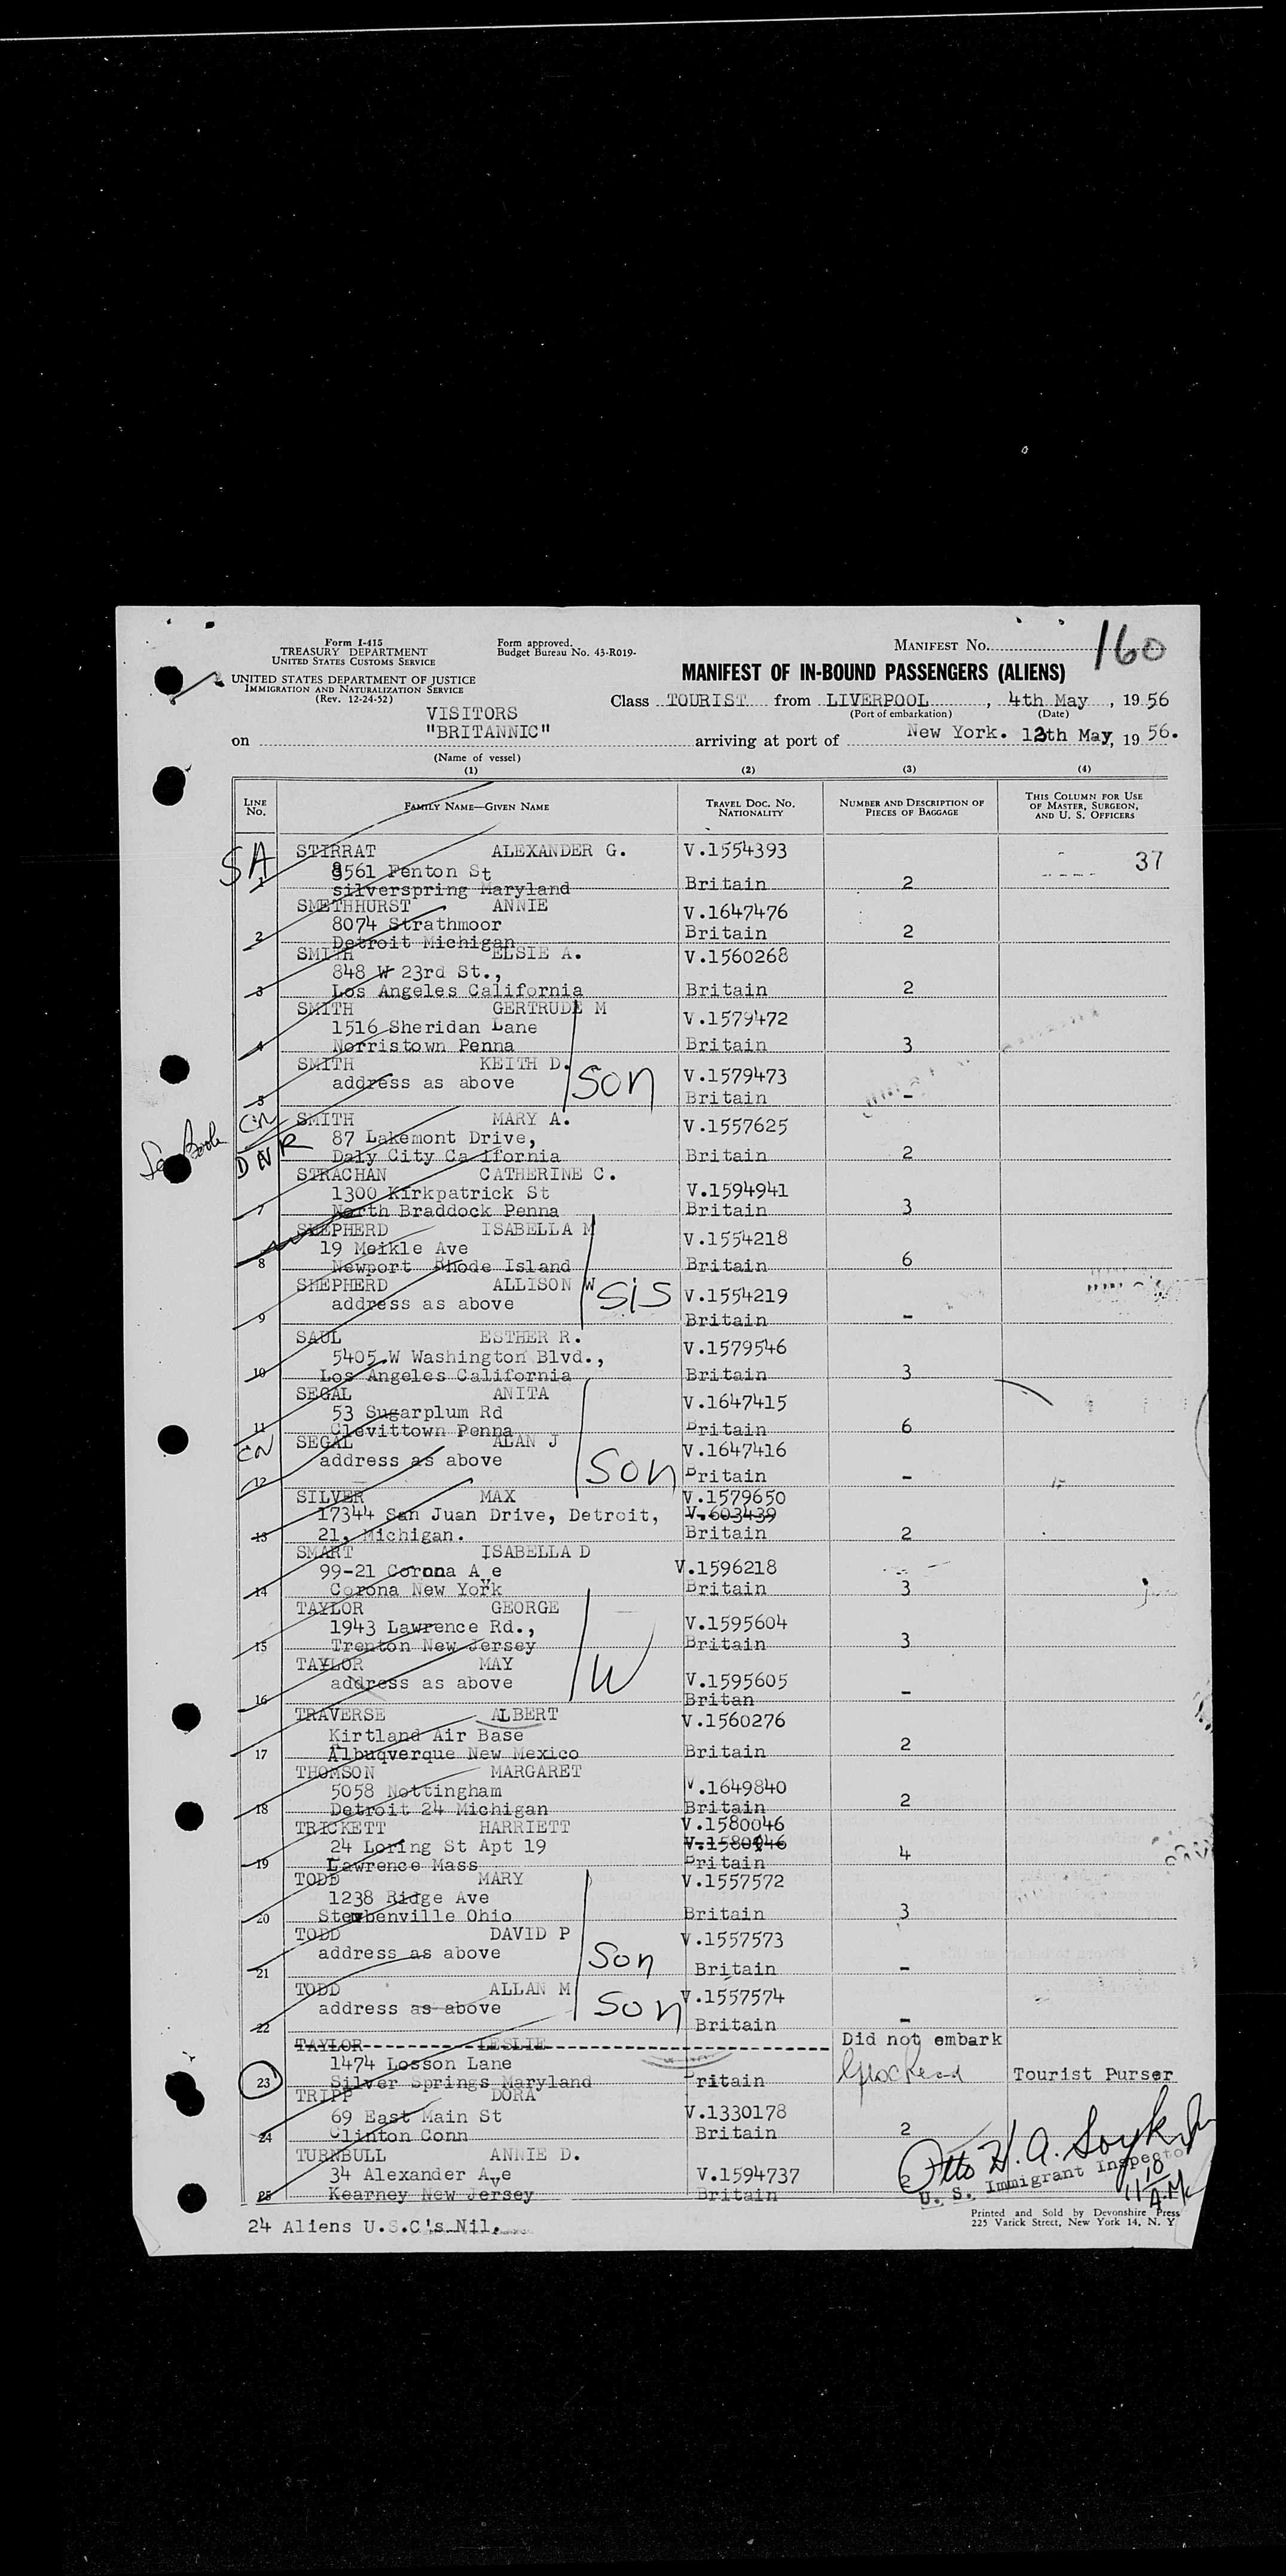 Form I-415
TREASURY DEPARTMENT
UNITED STATES CUSTOMS SERVICE
Form approved.
Budget Bureau No. 43-R019-
MANIFEST No. 160
UNITED STATES DEPARTMENT OF JUSTICE
IMMIGRATION AND NATURALIZATION SERVICE
(Rev. 12-24-52)
MANIFEST OF IN-BOUND PASSENGERS (ALIENS)
Class TOURIST from LIVERPOOL, 4th May, 1956
(Port of embarkation) (Date)
VISITORS
on "BRITANNIC" arriving at port of New York. 12th May, 1956.
(Name of vessel)
(1) (2) (3) (4)
LINE No. FAMILY NAME—GIVEN NAME TRAVEL DOC. No. NATIONALITY NUMBER AND DESCRIPTION OF PIECES OF BAGGAGE THIS COLUMN FOR USE OF MASTER, SURGEON, AND U. S. OFFICERS
SA STIRRAT ALEXANDER G. V.1554393 37
8561 Fenton St
1 silverspring Maryland Britain 2
SMETHHURST ANNIE V.1647476
8074 Strathmoor
2 Detroit Michigan Britain 2
SMITH ELSIE A. V.1560268
848 W 23rd St.,
3 Los Angeles California Britain 2
SMITH GERTRUDE M V.1579472
1516 Sheridan Lane
4 Norristown Penna Britain 3
SMITH KEITH D. V.1579473
address as above Son
5 Britain -
CN SMITH MARY A. V.1557625
87 Lakemont Drive,
DNR Daly City California Britain 2
STRACHAN CATHERINE C. V.1594941
1300 Kirkpatrick St
7 North Braddock Penna Britain 3
SHEPHERD ISABELLA M V.1554218
19 Meikle Ave
8 Newport Rhode Island Britain 6
SHEPHERD ALLISON W V.1554219
address as above Sis
9 Britain -
SAUL ESTHER R. V.1579546
5405 W Washington Blvd.,
10 Los Angeles California Britain 3
SEGAL ANITA V.1647415
53 Sugarplum Rd
11 Clevittown Penna Britain 6
CN SEGAL ALAN J V.1647416
address as above Son
12 Britain -
SILVER MAX V.1579650
17344 San Juan Drive, Detroit, V.603439
13 21, Michigan. Britain 2
SMART ISABELLA D V.1596218
99-21 Corona Ave
14 Corona New York Britain 3
TAYLOR GEORGE V.1595604
1943 Lawrence Rd.,
15 Trenton New Jersey Britain 3
TAYLOR MAY V.1595605
address as above W
16 Britan -
TRAVERSE ALBERT V.1560276
Kirtland Air Base
17 Albuqverque New Mexico Britain 2
THOMSON MARGARET V.1649840
5058 Nottingham
18 Detroit 24 Michigan Britain 2
TRICKETT HARRIETT V.1580046
24 Loring St Apt 19
19 Lawrence Mass Britain 4
TODD MARY V.1557572
1238 Ridge Ave
20 Steubenville Ohio Britain 3
TODD DAVID P V.1557573
address as above Son
21 Britain -
TODD ALLAN M V.1557574
address as above Son
22 Britain -
TAYLOR LESLIE Did not embark
1474 Losson Lane
23 Silver Springs Maryland Britain Tourist Purser
TRIPP DORA V.1330178
69 East Main St
24 Clinton Conn Britain 2
TURNBULL ANNIE D. V.1594737
34 Alexander Ave
25 Kearney New Jersey Britain
Otto H. A.
U. S. Immigrant Inspector
1110 A.M.
24 Aliens U.S.C's Nil.
Printed and Sold by Devonshire Press
225 Varick Street, New York 14, N. Y.